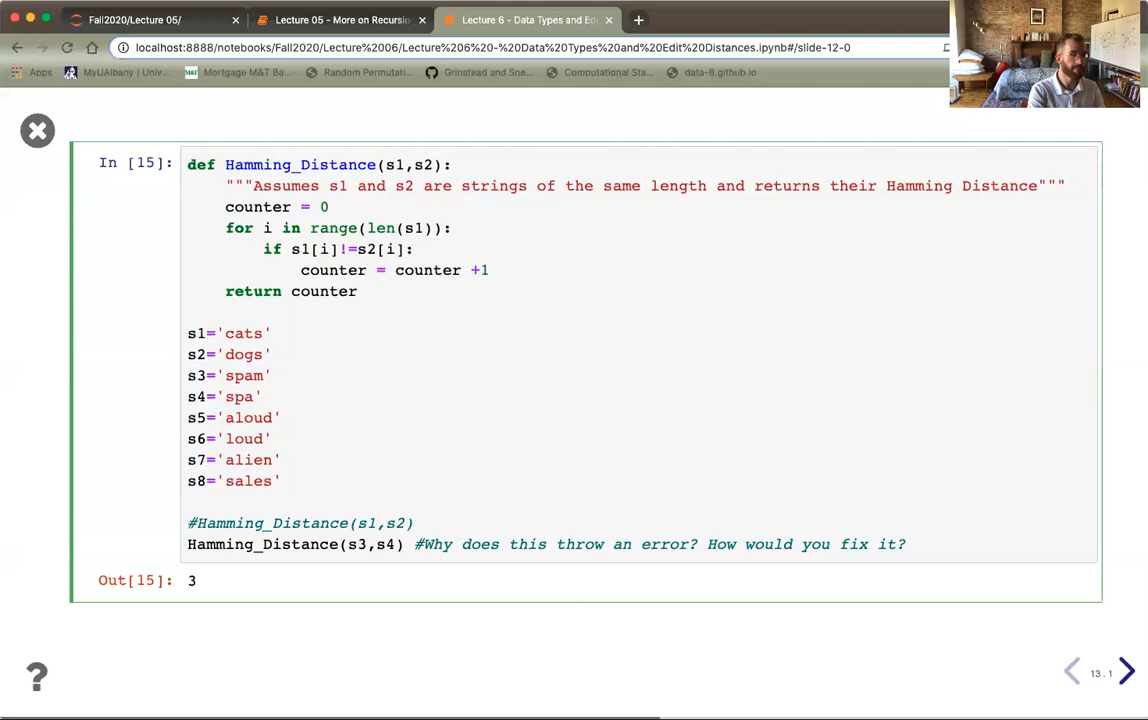 Fall2020/Lecture 05/
Lecture 05 - More on Recursio
Lecture 6 - Data Types and Ed
localhost:8888/notebooks/Fall2020/Lecture%2006/Lecture%206%20-%20Data%20Types%20and%20Edit%20Distances.ipynb#/slide-12-0
Apps MyUAlbany | Univ... M&T Mortgage M&T Ba... Random Permutati... Grinstead and Sne... Computational Sta... data-8.github.io
In [15]: def Hamming_Distance(s1,s2):
"""Assumes s1 and s2 are strings of the same length and returns their Hamming Distance"""
counter = 0
for i in range(len(s1)):
if s1[i]!=s2[i]:
counter = counter +1
return counter
s1='cats'
s2='dogs'
s3='spam'
s4='spa'
s5='aloud'
s6='loud'
s7='alien'
s8='sales'
#Hamming_Distance(s1,s2)
Hamming_Distance(s3,s4) #Why does this throw an error? How would you fix it?
Out[15]: 3
?
13.1